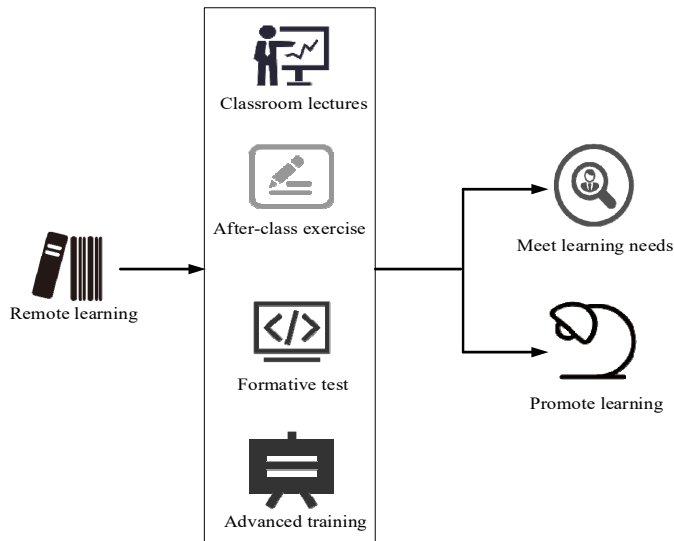 Classroom lectures
After-class exercise
Remote learning
Formative test
Advanced training
Meet learning needs
Promote learning